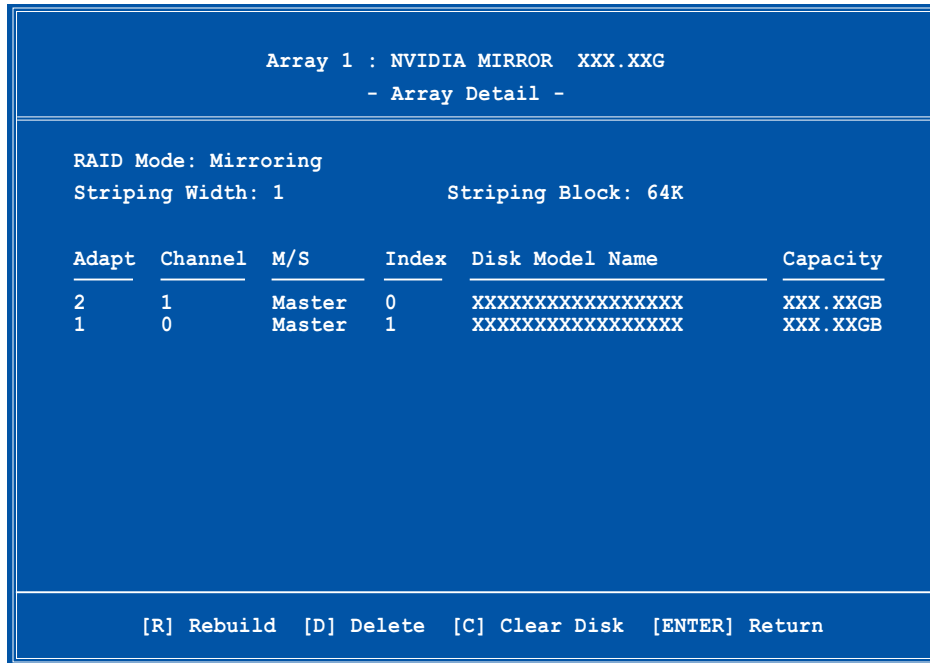 Array 1 : NVIDIA MIRROR  XXX.XXG
- Array Detail -
RAID Mode: Mirroring
Striping Width: 1    Striping Block: 64K
Adapt  Channel  M/S  Index  Disk Model Name  Capacity
2  1  Master  0  XXXXXXXXXXXXXXXXX  XXX.XXGB
1  0  Master  1  XXXXXXXXXXXXXXXXX  XXX.XXGB
[R] Rebuild  [D] Delete  [C] Clear Disk  [ENTER] Return